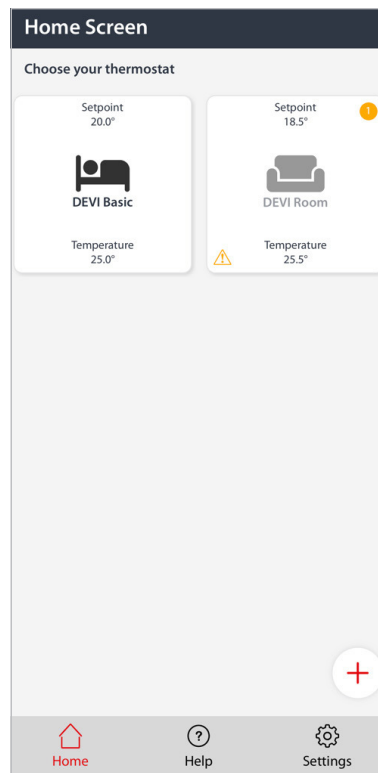 Home Screen
Choose your thermostat
Setpoint
20.0°
DEVI Basic
Temperature
25.0°
Setpoint
18.5°
1
DEVI Room
Temperature
25.5°
Home
Help
Settings